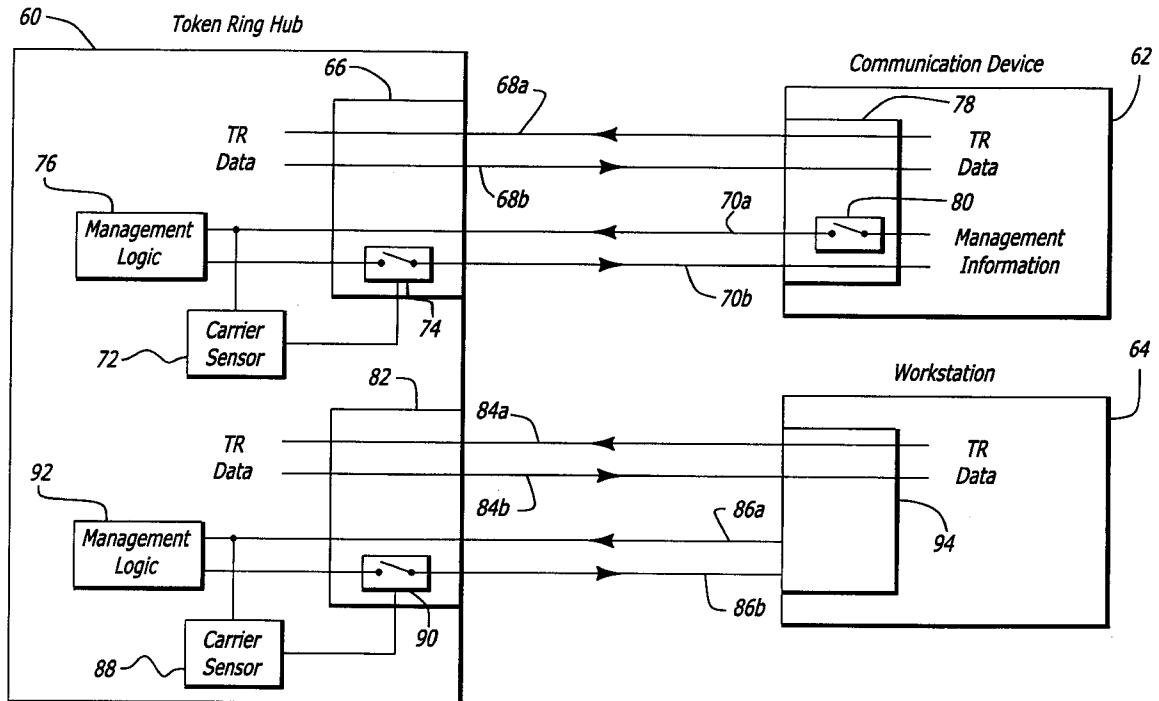 60
Token Ring Hub
66
68a
Communication Device
62
78
TR
Data
TR
Data
76
68b
70a
80
Management
Logic
Management
Information
70b
74
Carrier
Sensor
72
82
Workstation
64
84a
TR
Data
TR
Data
92
84b
86a
94
Management
Logic
86b
90
Carrier
Sensor
88